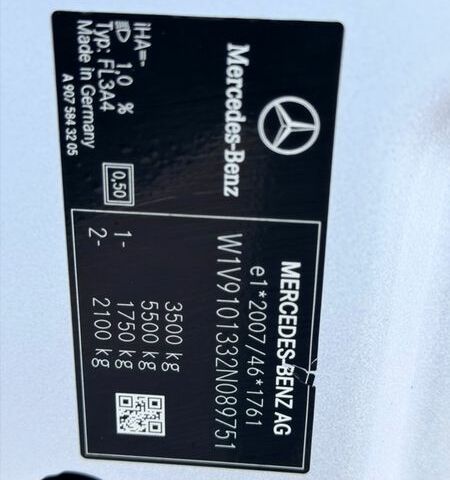 Mercedes-Benz
iHA=-
1,0 %
Typ: FL3A4
Made in Germany
A 907 584 32 05
0,50
MERCEDES-BENZ AG
e1*2007/46*1761
W1V9101332N089751
3500 kg
5500 kg
1- 1750 kg
2- 2100 kg